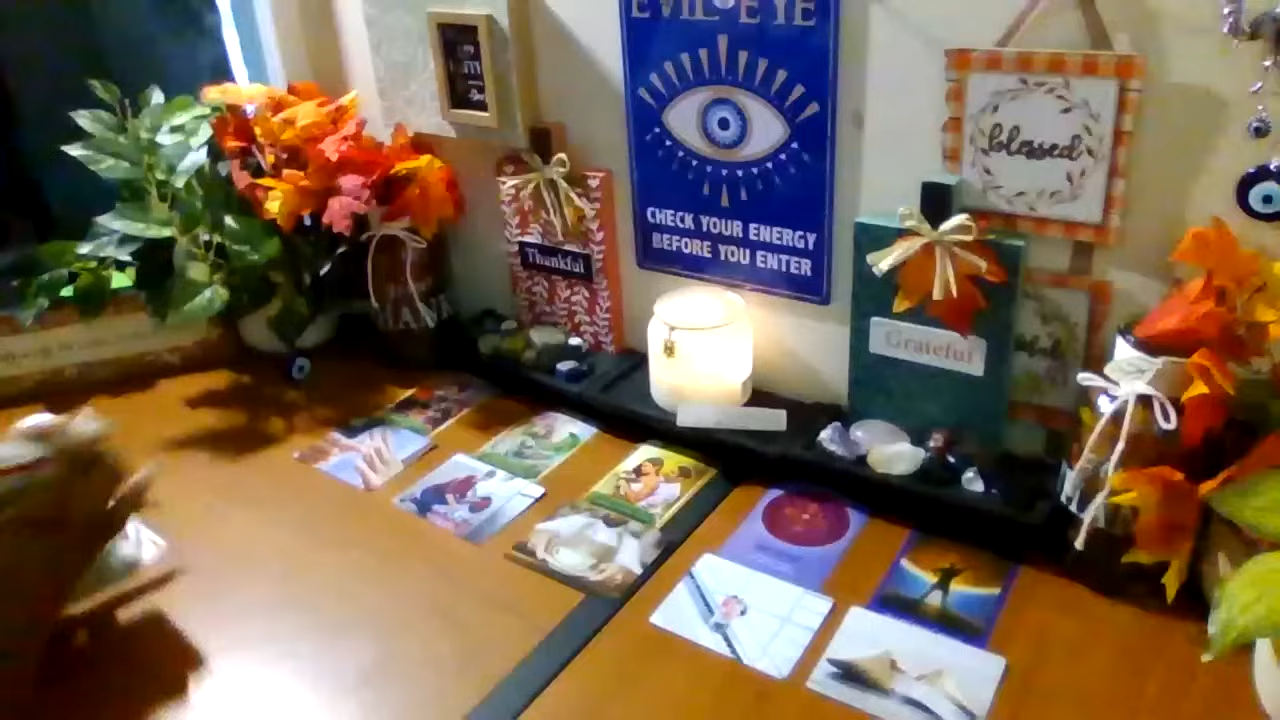 EVIL EYE
CHECK YOUR ENERGY
BEFORE YOU ENTER
blessed
Thankful
Grateful